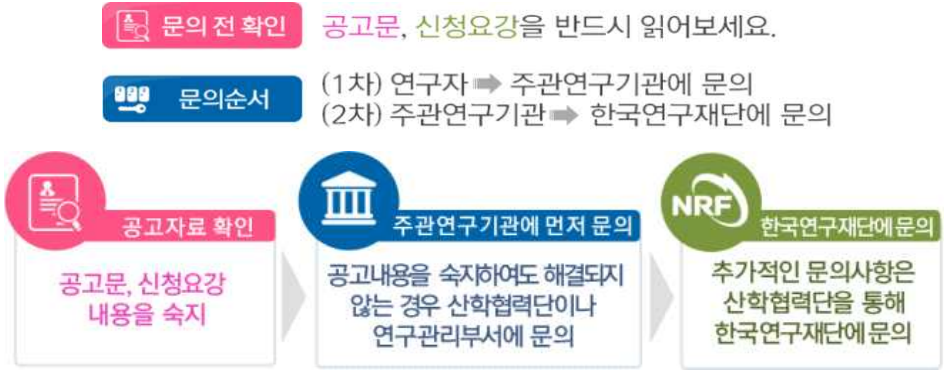 문의 전 확인 공고문, 신청요강을 반드시 읽어보세요.
문의순서
(1차) 연구자 ➡ 주관연구기관에 문의
(2차) 주관연구기관 ➡ 한국연구재단에 문의
공고자료 확인
공고문, 신청요강
내용을 숙지
주관연구기관에 먼저 문의
공고내용을 숙지하여도 해결되지
않는 경우 산학협력단이나
연구관리부서에 문의
NRF
한국연구재단에 문의
추가적인 문의사항은
산학협력단을 통해
한국연구재단에 문의